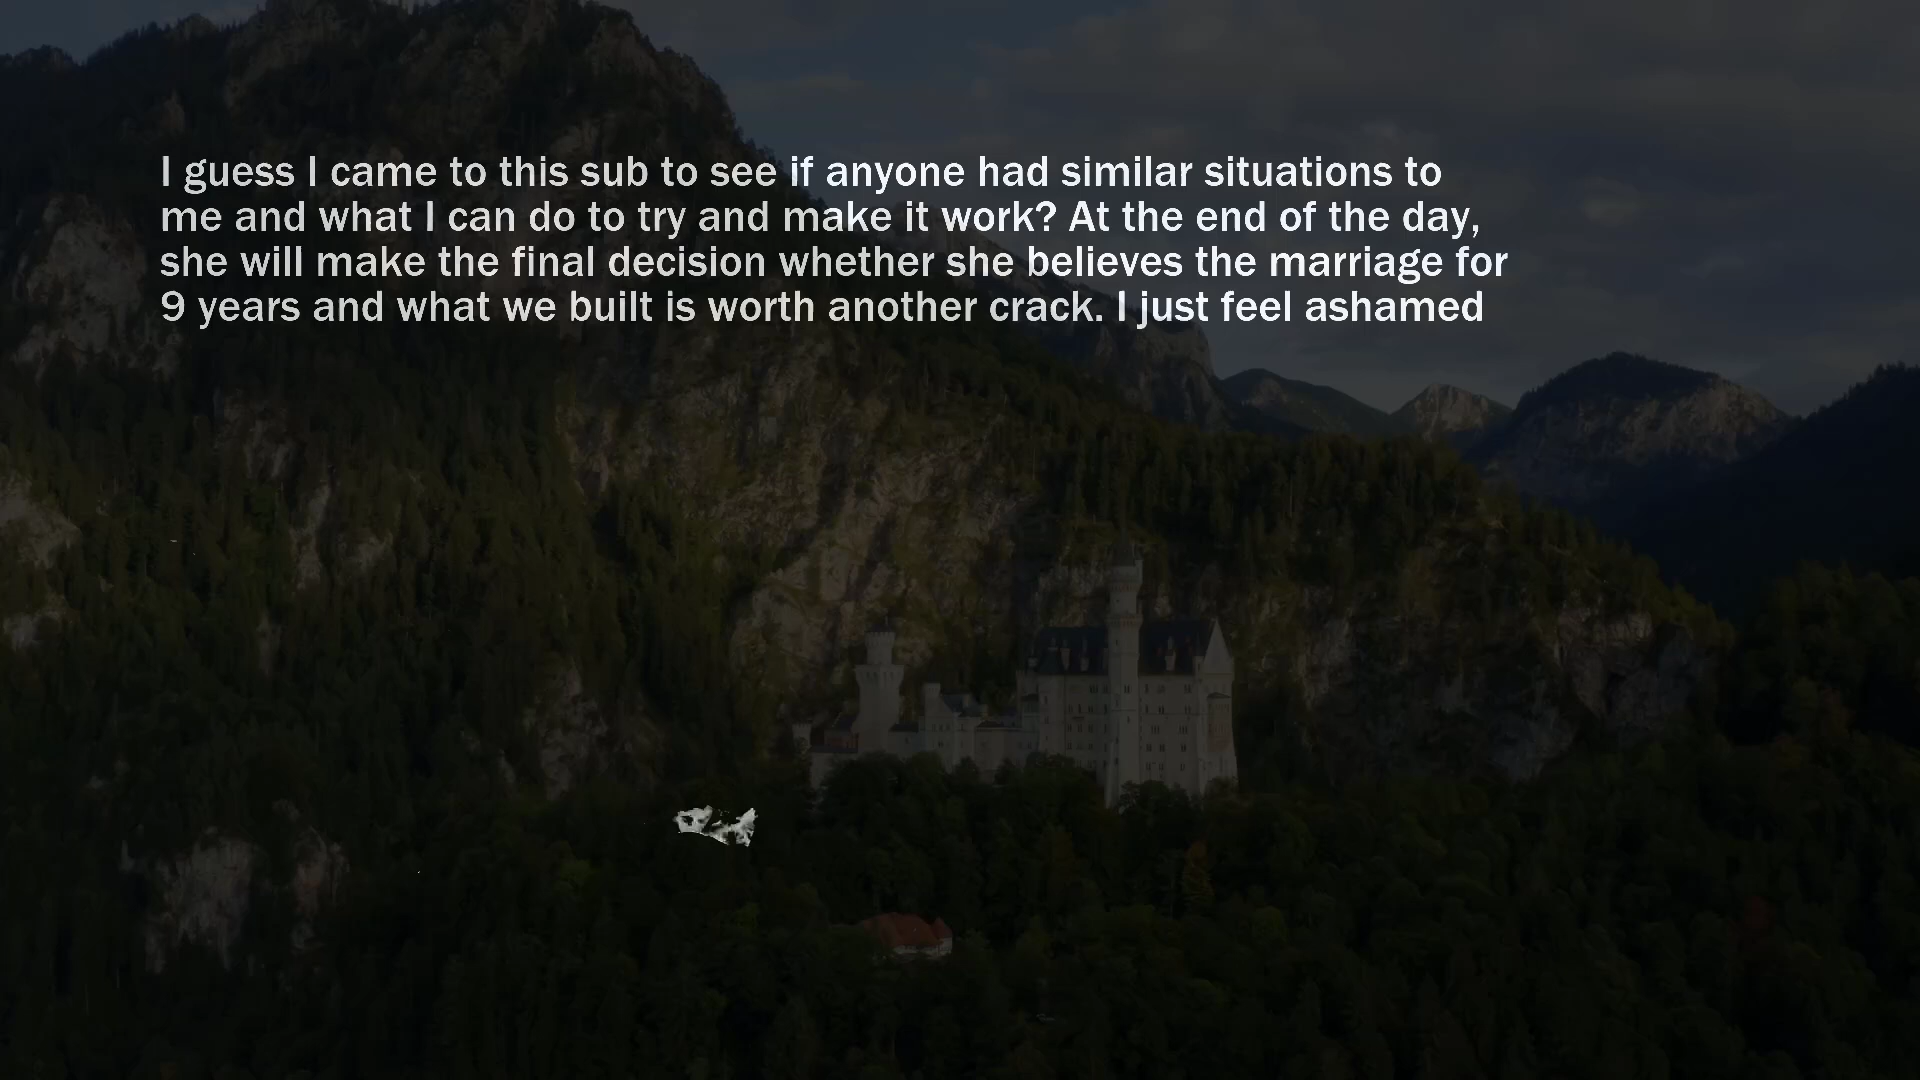 I guess I came to this sub to see if anyone had similar situations to
me and what I can do to try and make it work? At the end of the day,
she will make the final decision whether she believes the marriage for
9 years and what we built is worth another crack. I just feel ashamed